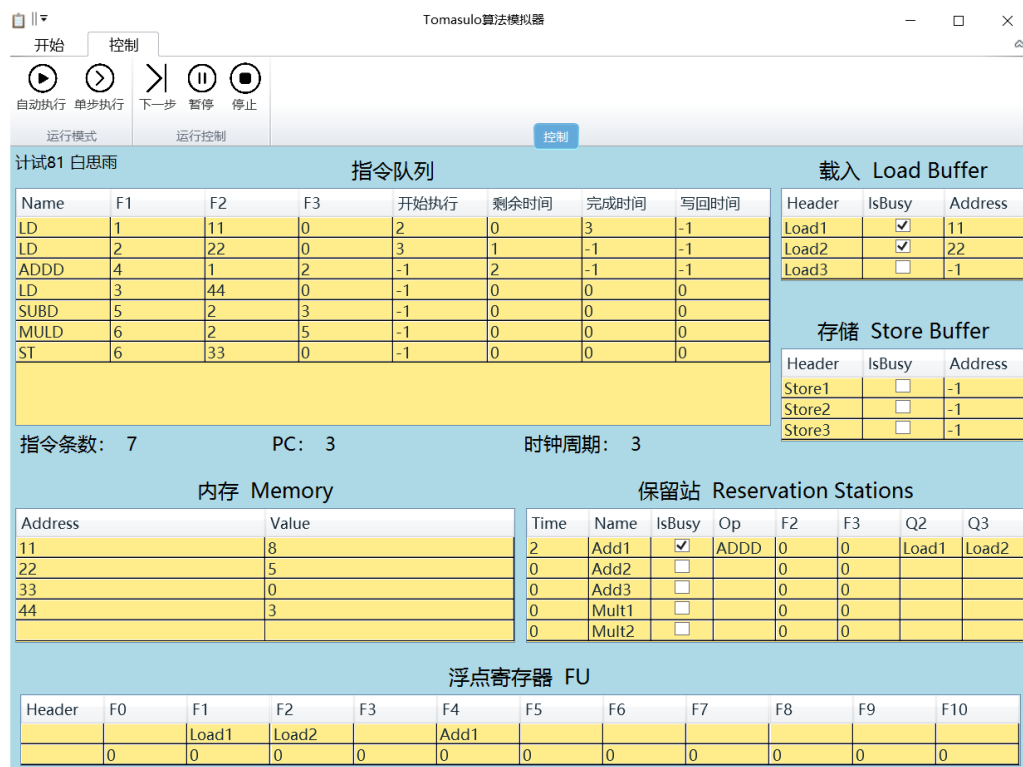 Tomasulo算法模拟器
开始 控制
自动执行 单步执行 下一步 暂停 停止
运行模式 运行控制
控制
计试81 白思雨
指令队列
Name F1 F2 F3 开始执行 剩余时间 完成时间 写回时间
LD 1 11 0 2 0 3 -1
LD 2 22 0 3 1 -1 -1
ADDD 4 1 2 -1 2 -1 -1
LD 3 44 0 -1 0 0 0
SUBD 5 2 3 -1 0 0 0
MULD 6 2 5 -1 0 0 0
ST 6 33 0 -1 0 0 0
载入 Load Buffer
Header IsBusy Address
Load1 11
Load2 22
Load3 -1
存储 Store Buffer
Header IsBusy Address
Store1 -1
Store2 -1
Store3 -1
指令条数： 7 PC： 3 时钟周期： 3
内存 Memory
Address Value
11 8
22 5
33 0
44 3
保留站 Reservation Stations
Time Name IsBusy Op F2 F3 Q2 Q3
2 Add1 ADDD 0 0 Load1 Load2
0 Add2 0 0
0 Add3 0 0
0 Mult1 0 0
0 Mult2 0 0
浮点寄存器 FU
Header F0 F1 F2 F3 F4 F5 F6 F7 F8 F9 F10
Load1 Load2 Add1
0 0 0 0 0 0 0 0 0 0 0